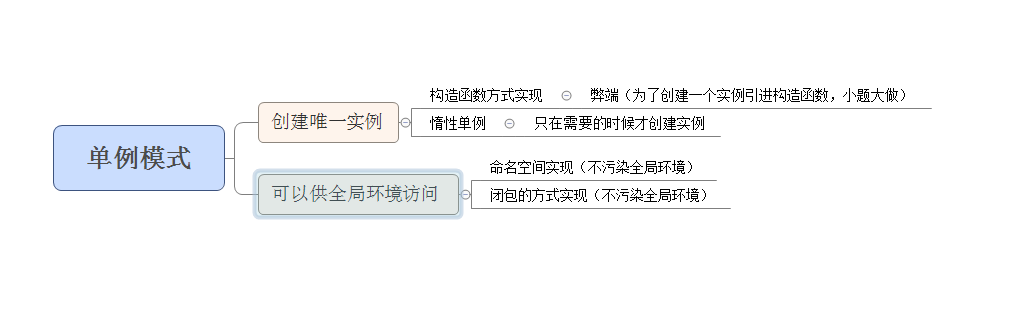 单例模式
创建唯一实例
构造函数方式实现
弊端（为了创建一个实例引进构造函数，小题大做）
惰性单例
只在需要的时候才创建实例
可以供全局环境访问
命名空间实现（不污染全局环境）
闭包的方式实现（不污染全局环境）